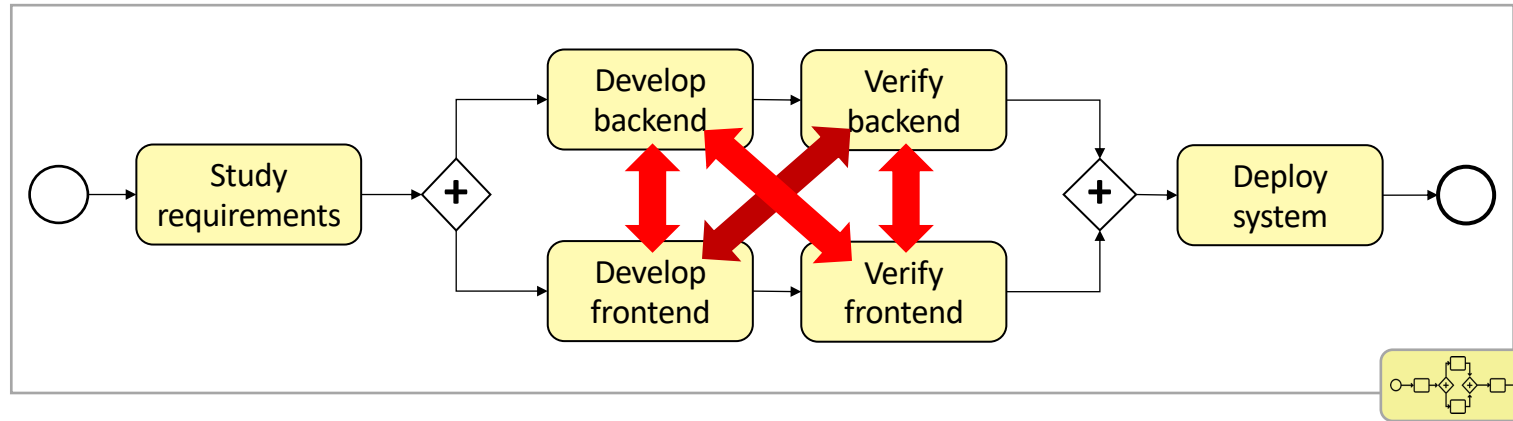 Develop
backend
Verify
backend
Study
requirements
+
+
Deploy
system
Develop
frontend
Verify
frontend